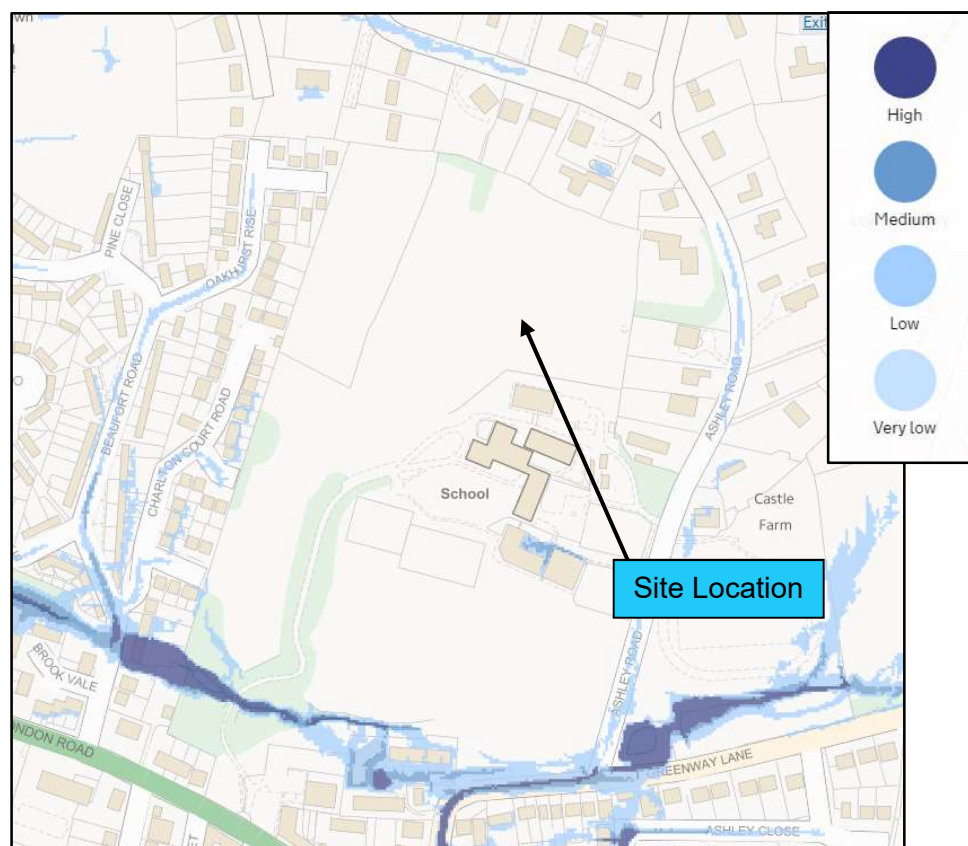 Exit
High
Medium
Low
Very low
PINE CLOSE
OAKHURST RISE
BEAUFORT ROAD
CHARLTON COURT ROAD
ASHLEY ROAD
School
Castle
Farm
Site Location
BROOK VALE
ASHLEY ROAD
ONDON ROAD
GREENWAY LANE
ASHLEY CLOSE